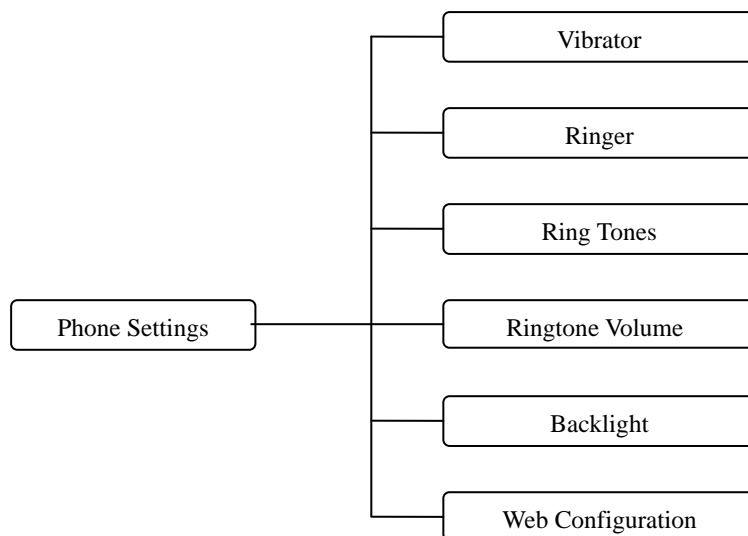 Vibrator
Ringer
Ring Tones
Phone Settings
Ringtone Volume
Backlight
Web Configuration